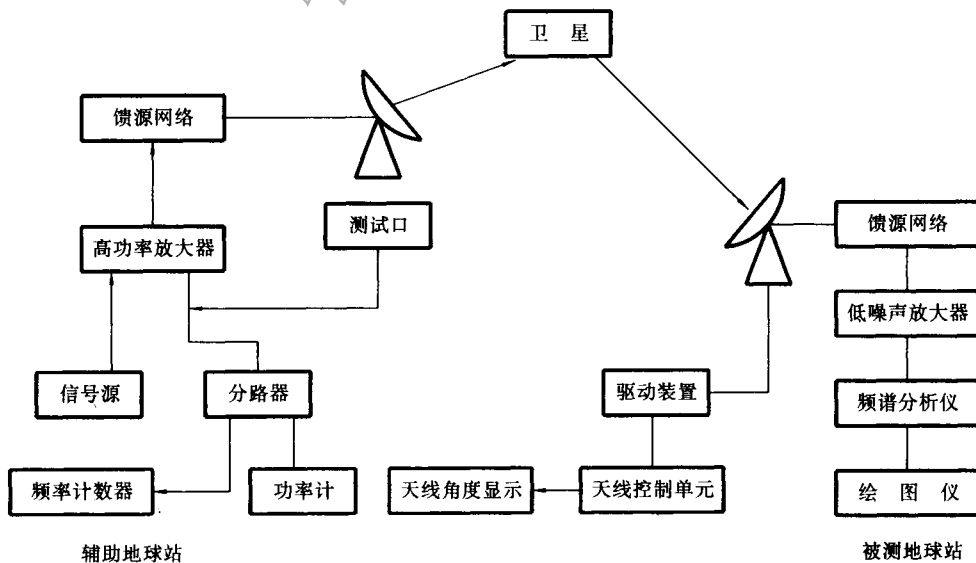 卫 星
馈源网络
测试口
高功率放大器
馈源网络
低噪声放大器
信号源
分路器
驱动装置
频谱分析仪
频率计数器
功率计
天线角度显示
天线控制单元
绘 图 仪
辅助地球站
被测地球站